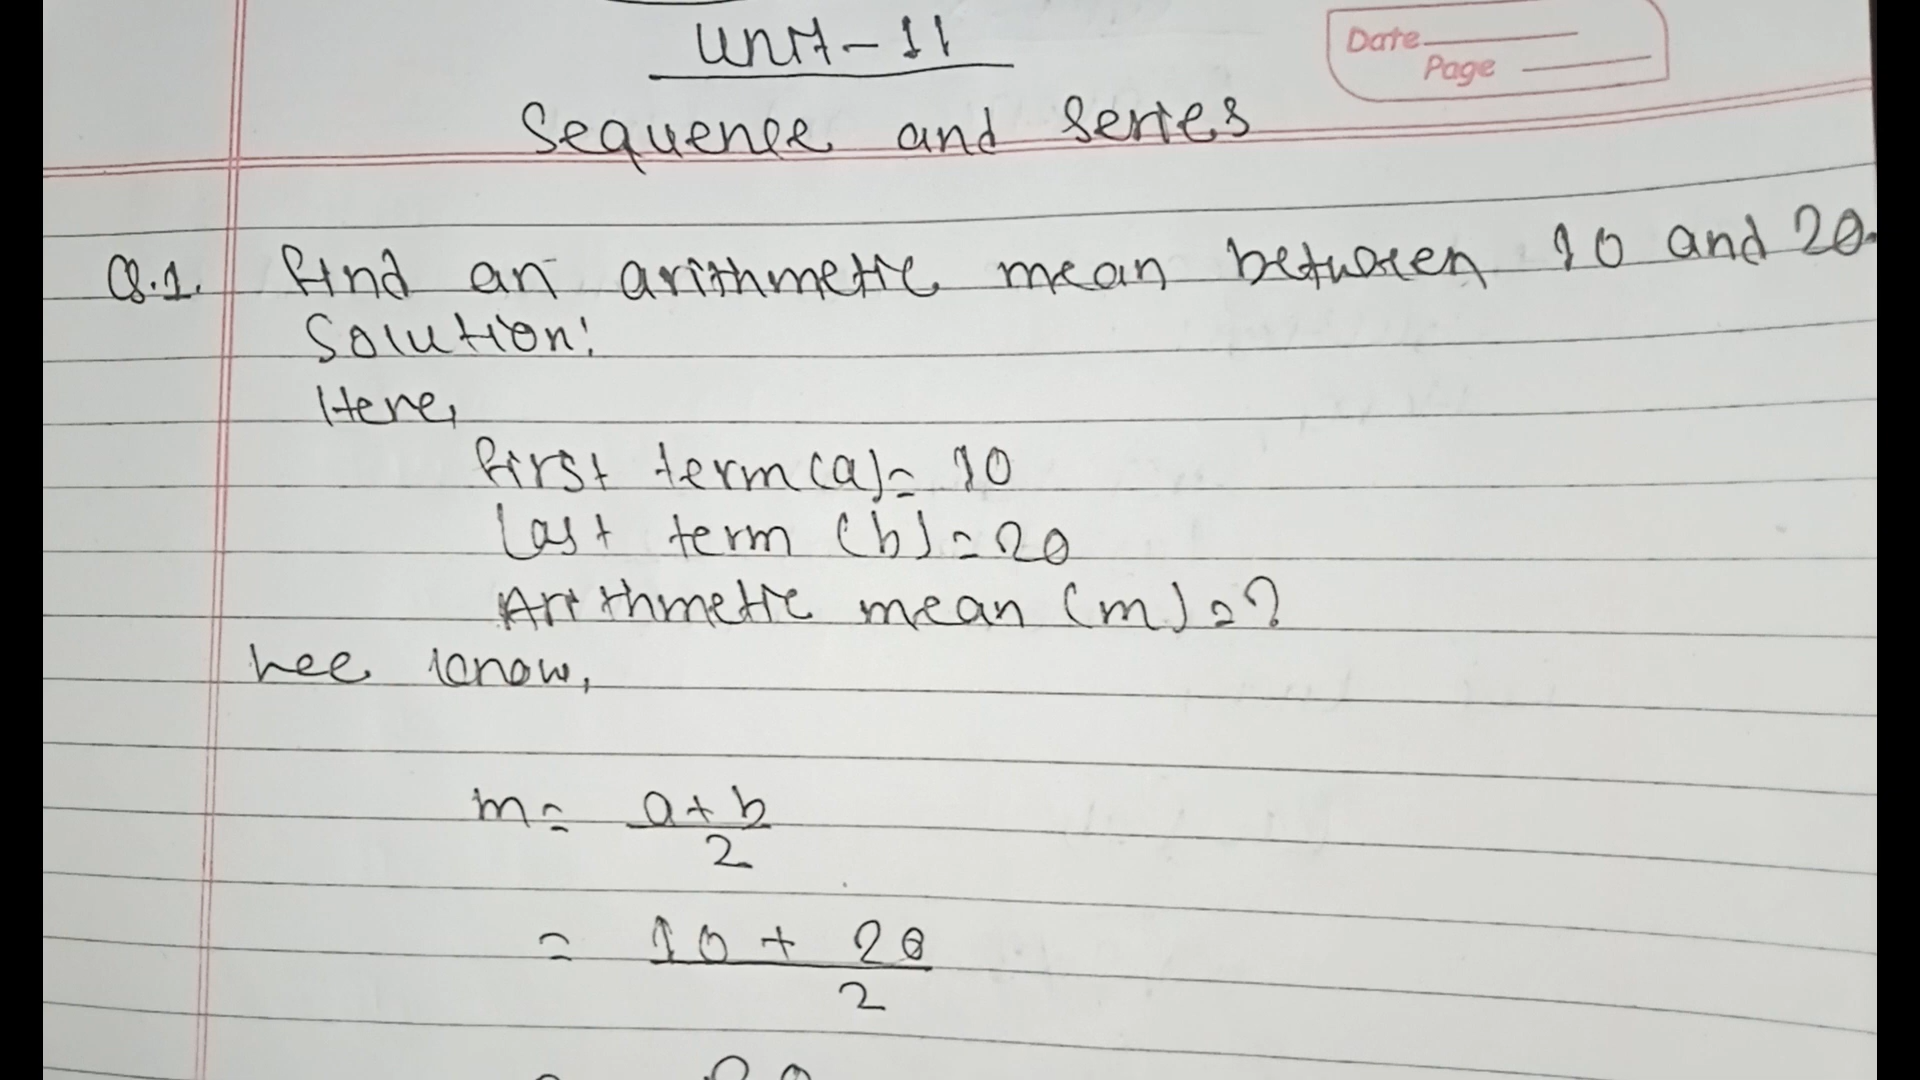 Unit-11
Date
Page
Sequence and series
Q.1. Find an arithmetic mean between 10 and 20.
Solution:
Here,
First term (a) = 10
Last term (b) = 20
Arithmetic mean (m) = ?
We know,
m = a + b
2
= 10 + 20
2